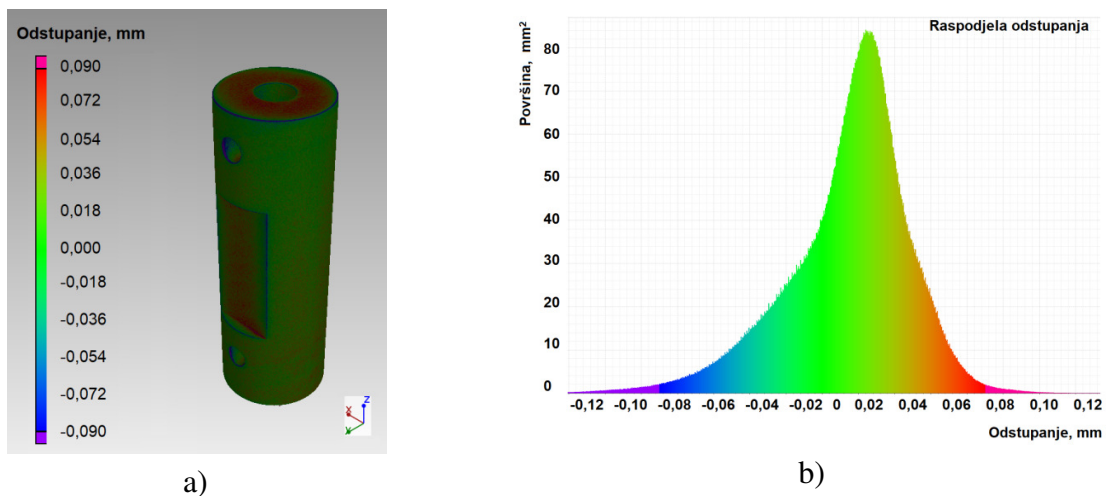 Odstupanje, mm
0,090
0,072
0,054
0,036
0,018
0,000
-0,018
-0,036
-0,054
-0,072
-0,090
x
z
y
a)
Raspodjela odstupanja
Površina, mm²
80
70
60
50
40
30
20
10
0
-0,12 -0,10 -0,08 -0,06 -0,04 -0,02 0 0,02 0,04 0,06 0,08 0,10 0,12
Odstupanje, mm
b)